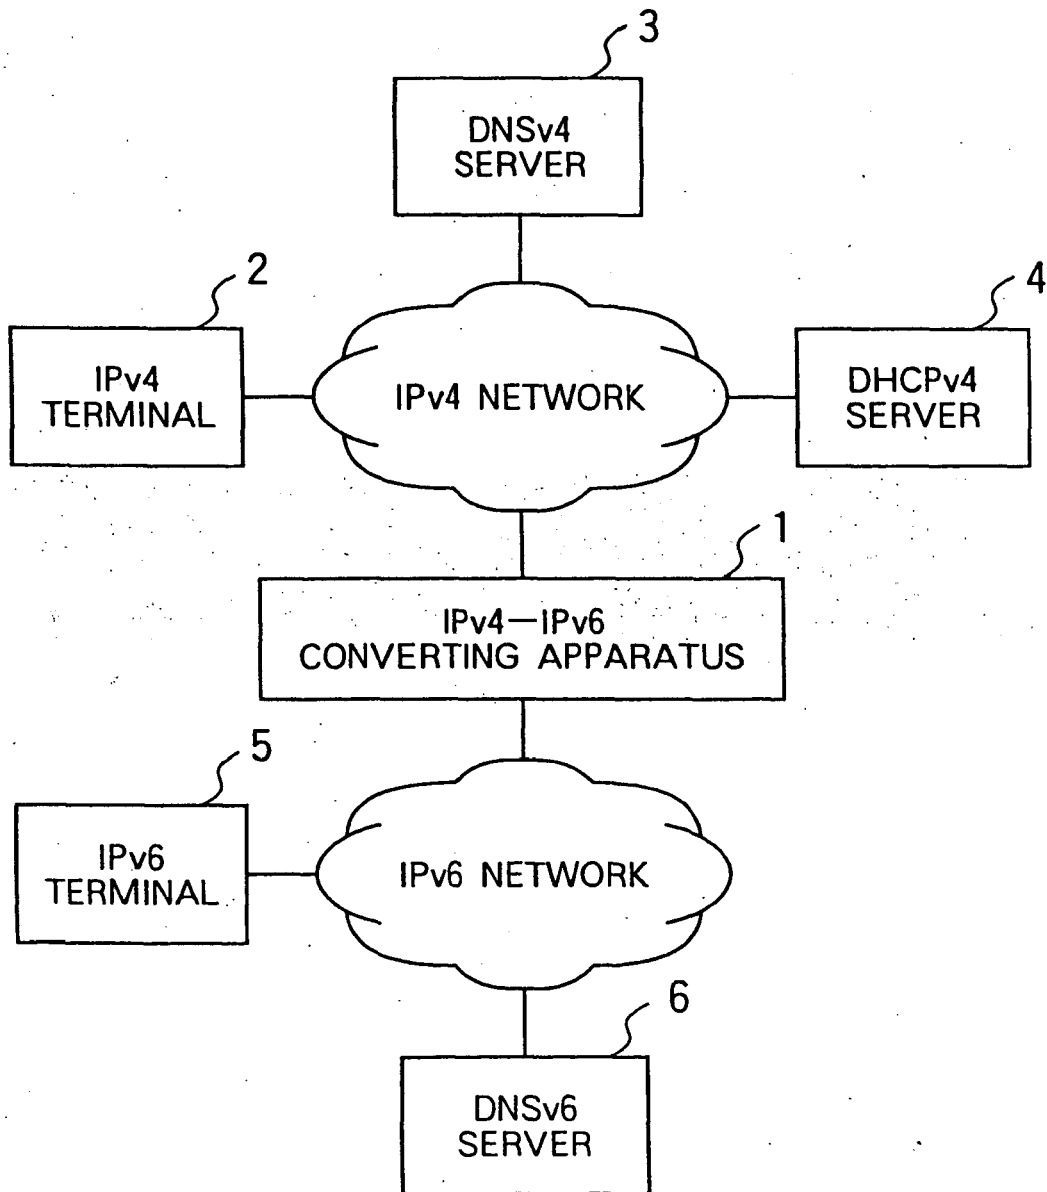 3
DNSv4
SERVER
2
4
IPv4
TERMINAL
IPv4 NETWORK
DHCPv4
SERVER
1
IPv4—IPv6
CONVERTING APPARATUS
5
IPv6
TERMINAL
IPv6 NETWORK
6
DNSv6
SERVER